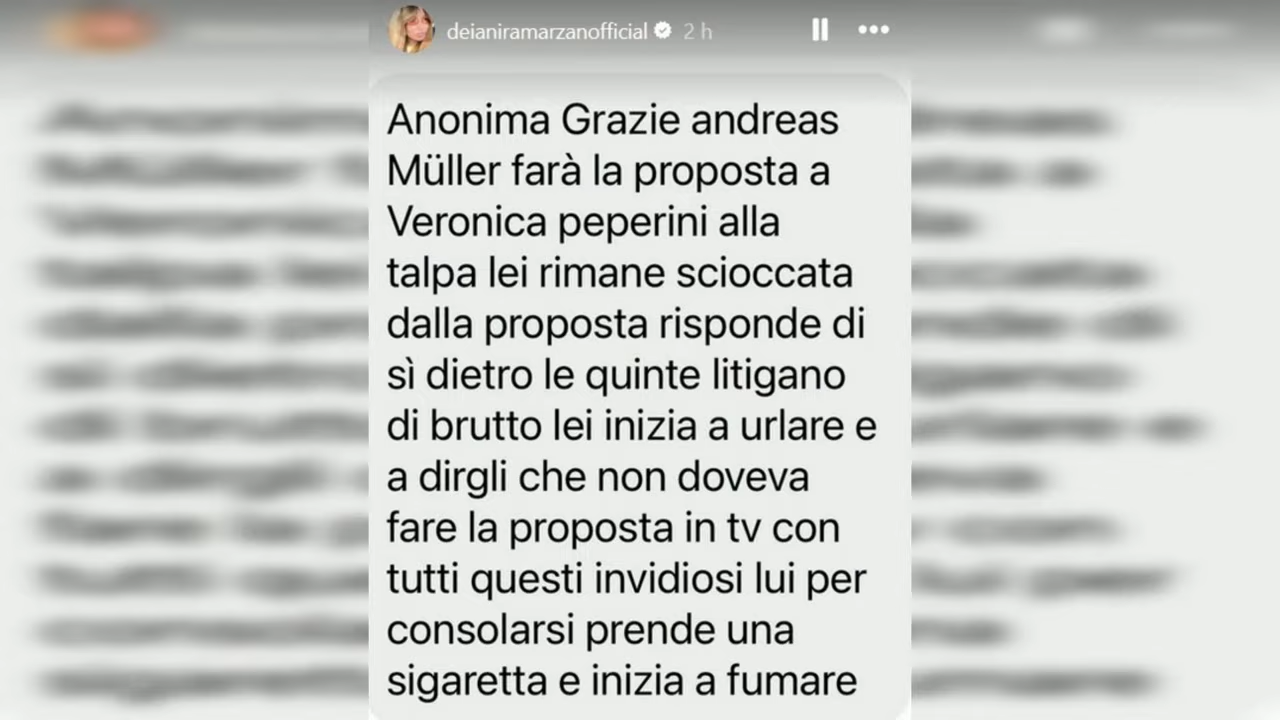 deianiramarzanofficial 2 h
Anonima Grazie andreas
Müller farà la proposta a
Veronica peperini alla
talpa lei rimane scioccata
dalla proposta risponde di
sì dietro le quinte litigano
di brutto lei inizia a urlare e
a dirgli che non doveva
fare la proposta in tv con
tutti questi invidiosi lui per
consolarsi prende una
sigaretta e inizia a fumare